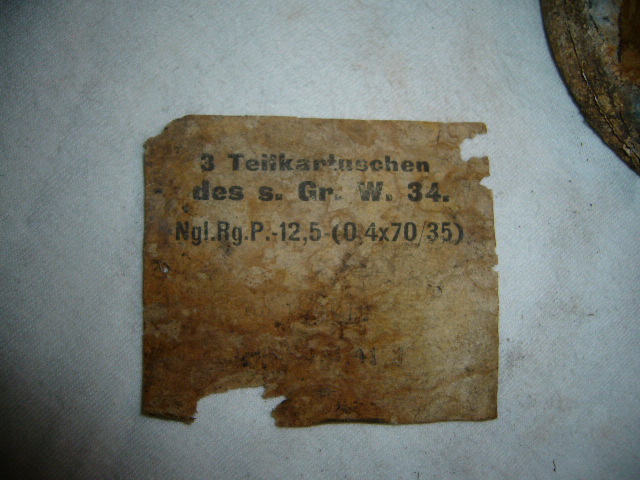 3 Teilkartuschen
des s. Gr. W. 34.
Ngl.Rg.P.-12,5-(0,4x70/35)